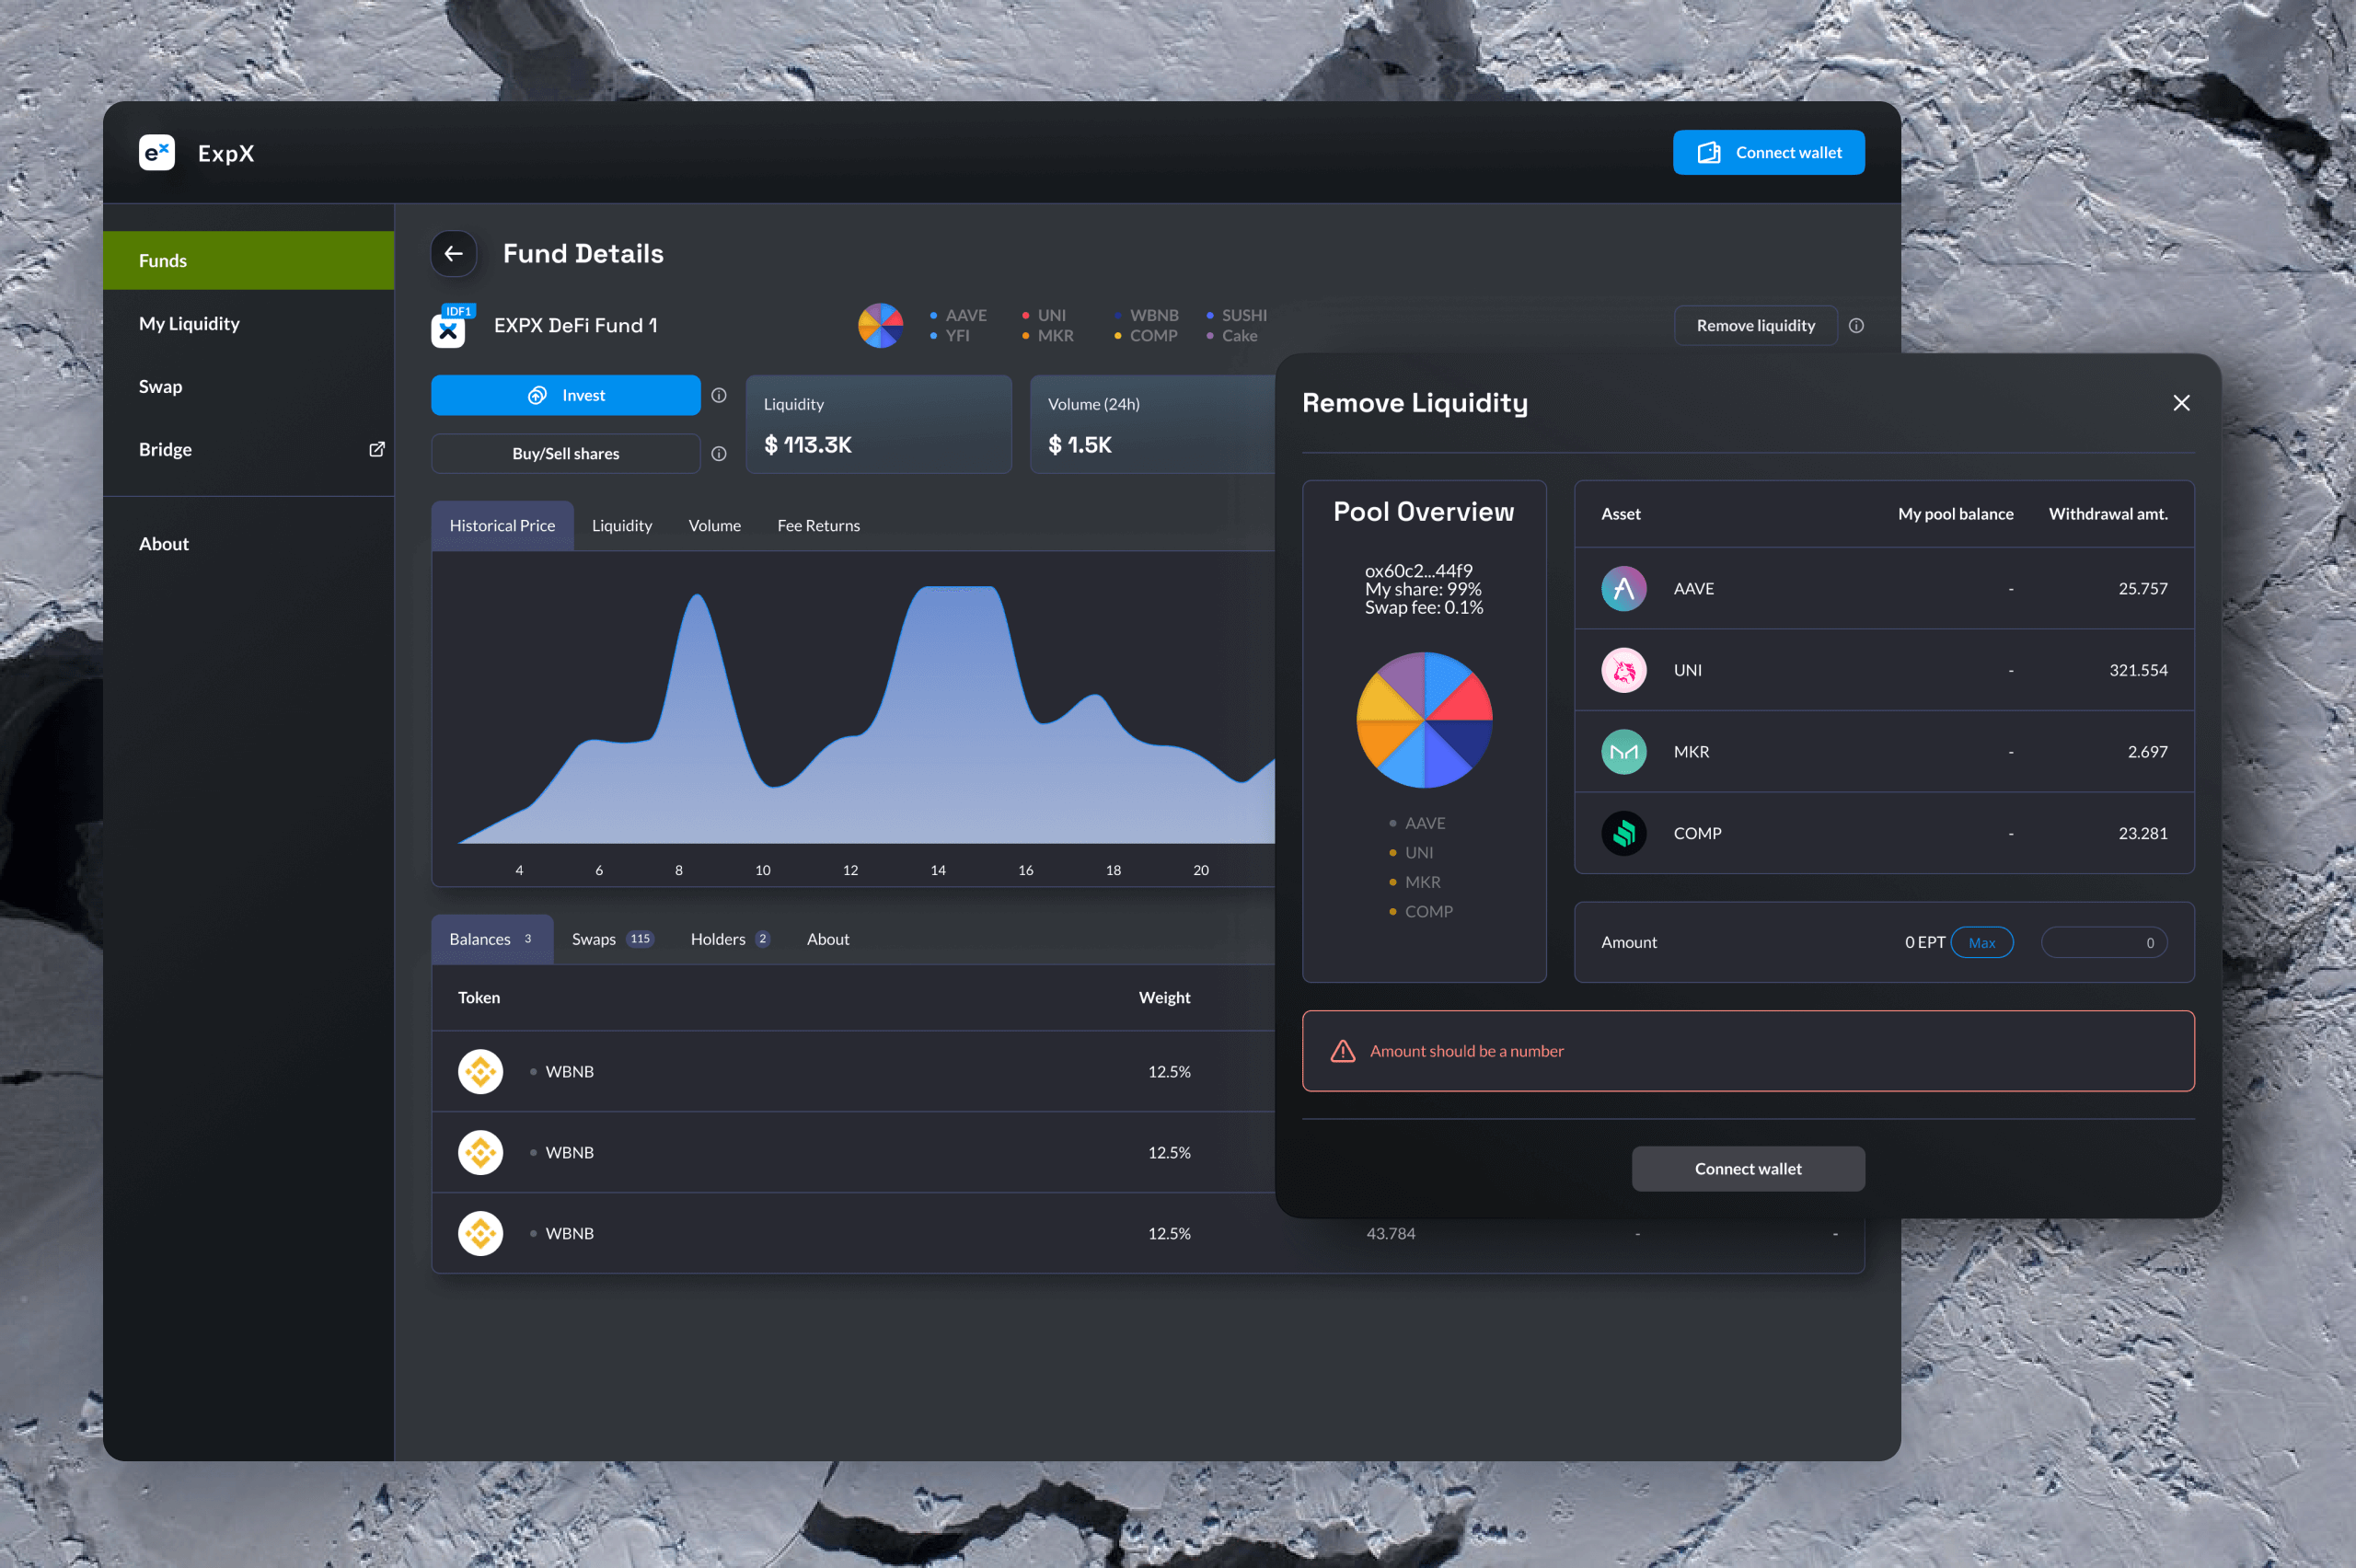 ex ExpX
Connect wallet
Funds
My Liquidity
Swap
Bridge
About
Fund Details
IDF1
EXPX DeFi Fund 1
AAVE UNI WBNB SUSHI
YFI MKR COMP Cake
Remove liquidity
Invest
Buy/Sell shares
Liquidity
$ 113.3K
Volume (24h)
$ 1.5K
Historical Price Liquidity Volume Fee Returns
4 6 8 10 12 14 16 18 20
Balances 3 Swaps 115 Holders 2 About
Token Weight
WBNB 12.5%
WBNB 12.5%
WBNB 12.5% 43.784 - -
Remove Liquidity
Pool Overview
ox60c2...44f9
My share: 99%
Swap fee: 0.1%
AAVE
UNI
MKR
COMP
Asset My pool balance Withdrawal amt.
AAVE - 25.757
UNI - 321.554
MKR - 2.697
COMP - 23.281
Amount 0 EPT Max 0
Amount should be a number
Connect wallet